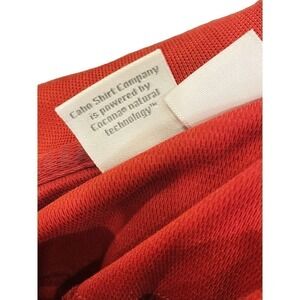 Cabo Shirt Company
is powered by
Cocona® natural
technology™